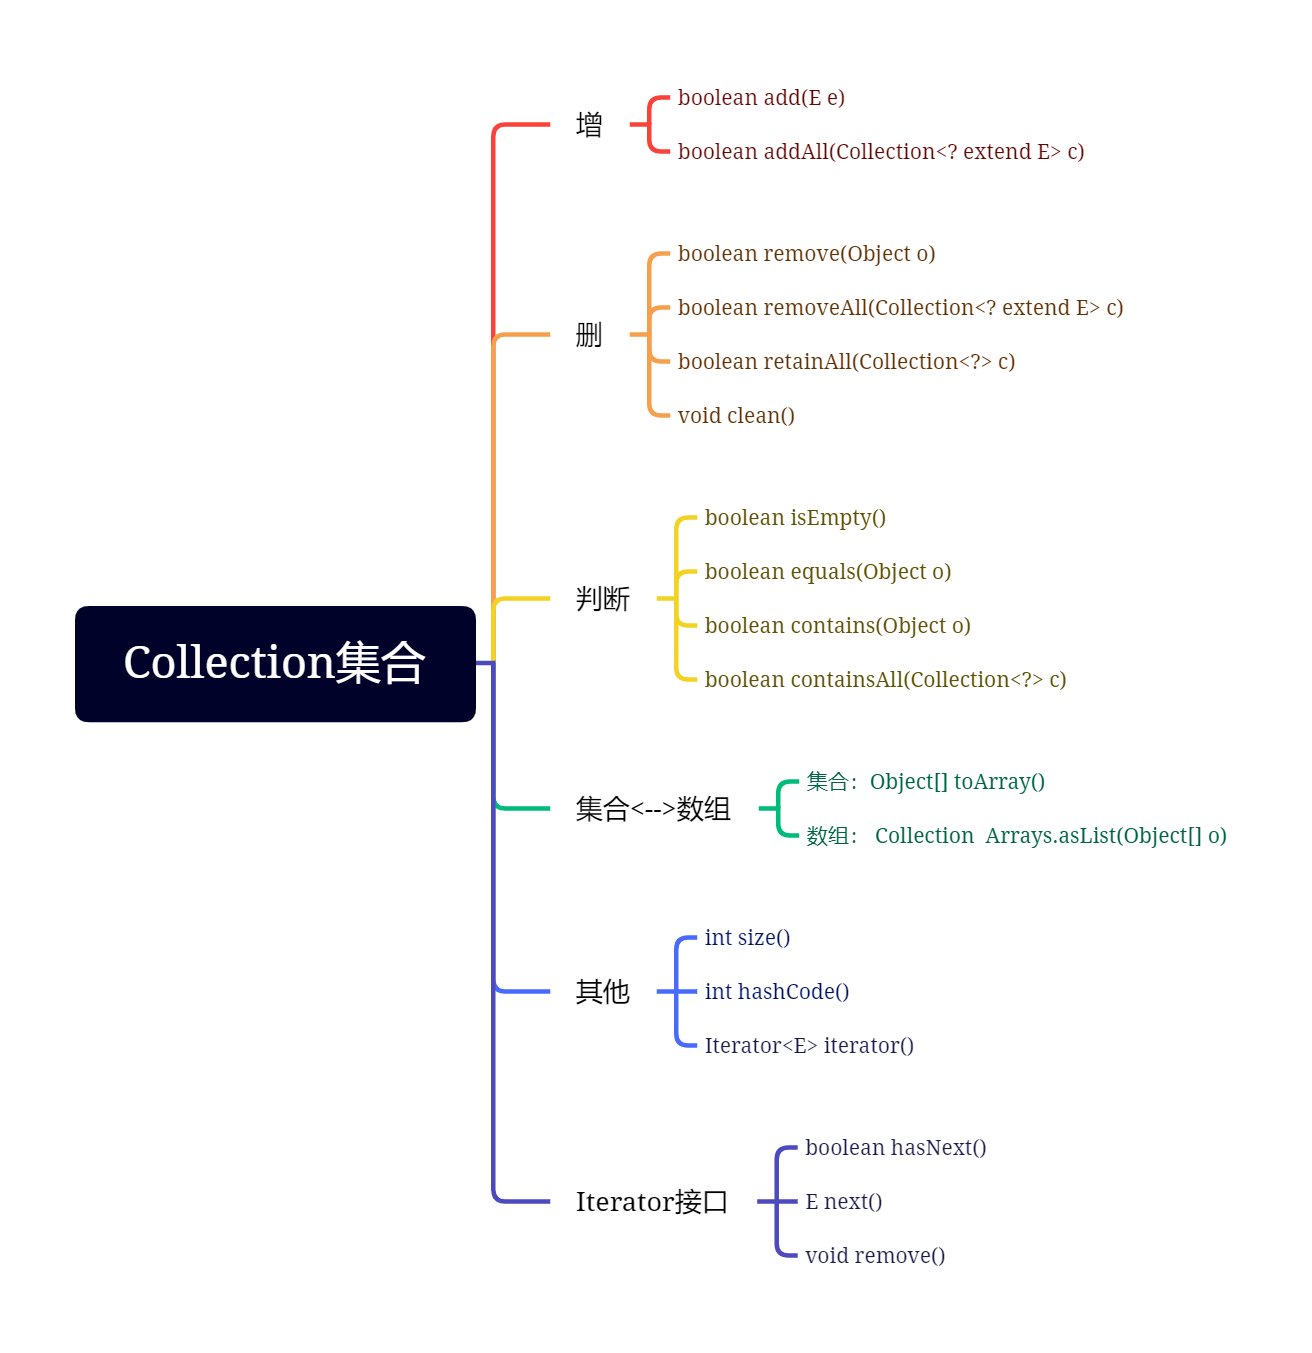 Collection集合
增
boolean add(E e)
boolean addAll(Collection<? extend E> c)
删
boolean remove(Object o)
boolean removeAll(Collection<? extend E> c)
boolean retainAll(Collection<?> c)
void clean()
判断
boolean isEmpty()
boolean equals(Object o)
boolean contains(Object o)
boolean containsAll(Collection<?> c)
集合<-->数组
集合：Object[] toArray()
数组： Collection  Arrays.asList(Object[] o)
其他
int size()
int hashCode()
Iterator<E> iterator()
Iterator接口
boolean hasNext()
E next()
void remove()